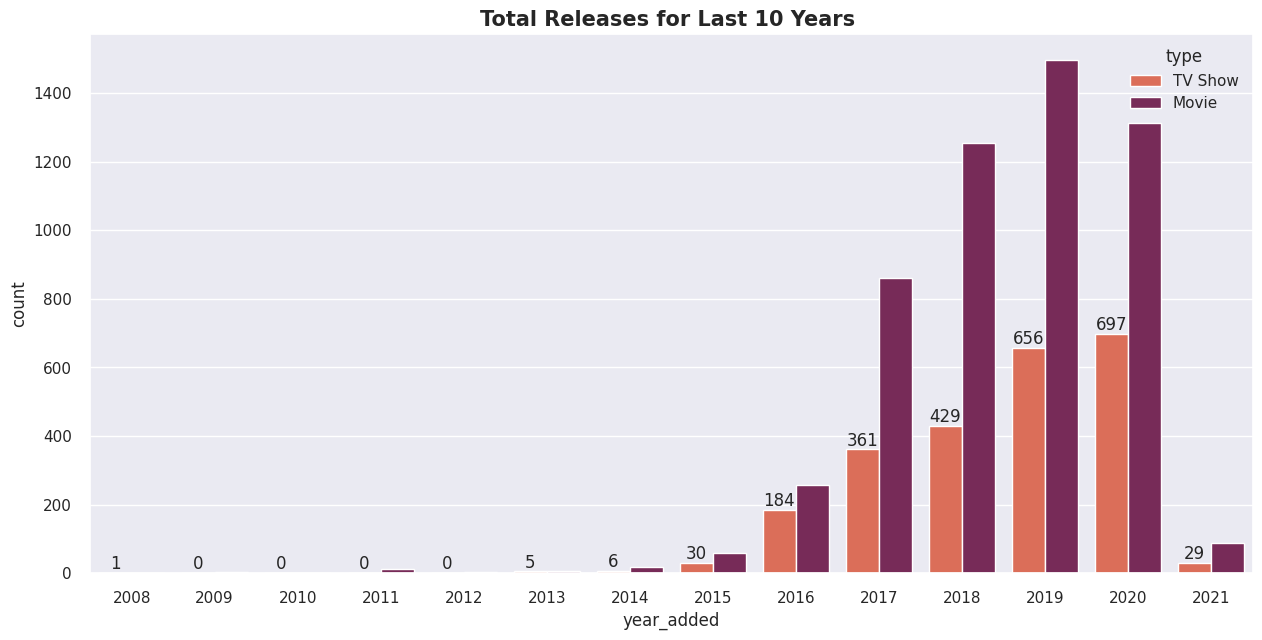 Total Releases for Last 10 Years
type
TV Show
Movie
count
1400
1200
1000
800
600
400
200
0
1 0 0 0 0 5 6 30 184 361 429 656 697 29
2008 2009 2010 2011 2012 2013 2014 2015 2016 2017 2018 2019 2020 2021
year_added